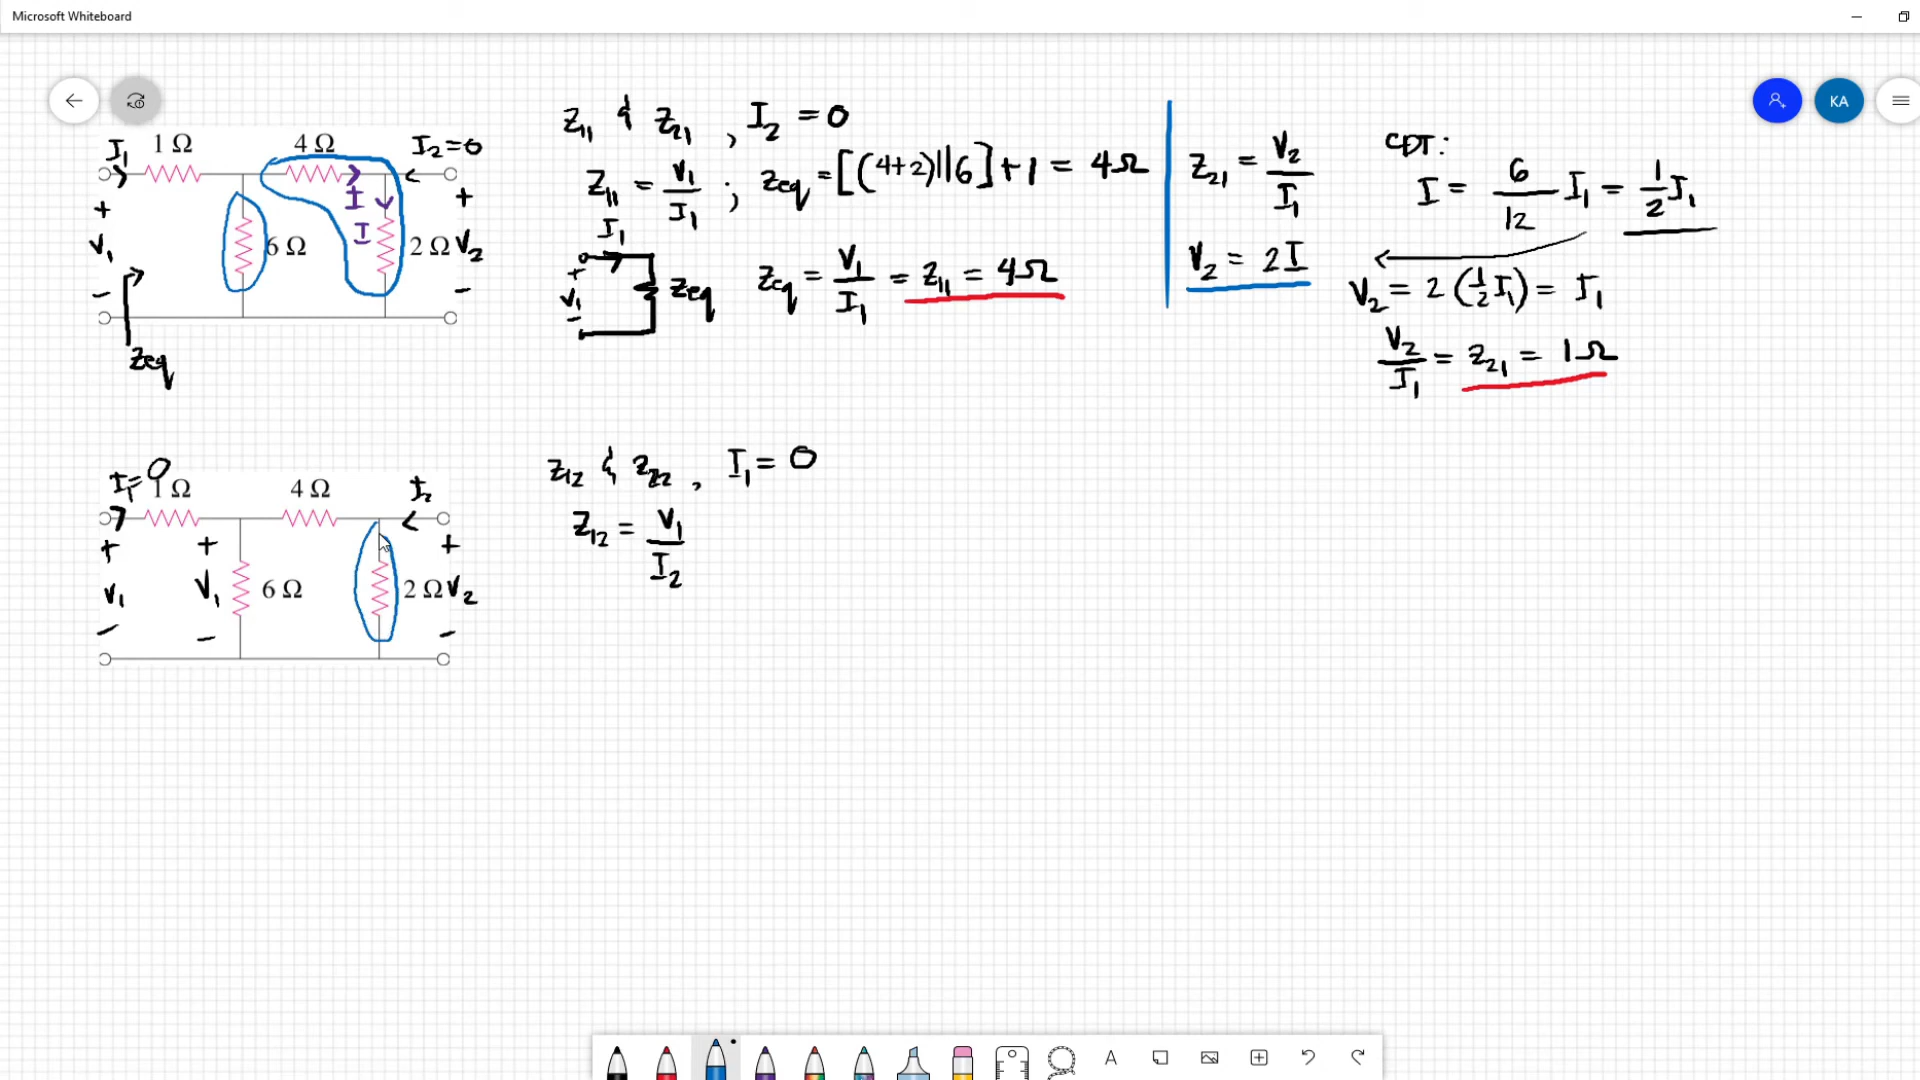 Microsoft Whiteboard
KA
I₁ 1 Ω 4 Ω I₂=0
+ V₁ −
6 Ω
I
I
2 Ω
+ V₂ −
Zeq
z₁₁ & z₂₁ , I₂ = 0
z₁₁ = V₁/I₁ ; Zeq = [(4+2)||6]+1 = 4Ω
I₁
+ V₁ −
Zeq
Zeq = V₁/I₁ = z₁₁ = 4Ω
z₂₁ = V₂/I₁
V₂ = 2I
CDT:
I = 6/12 I₁ = 1/2 I₁
V₂ = 2 (1/2 I₁) = I₁
V₂/I₁ = z₂₁ = 1Ω
I₁=0 1 Ω 4 Ω I₂
+ V₁ −
+ V₁ −
6 Ω
2 Ω
+ V₂ −
z₁₂ & z₂₂ , I₁ = 0
z₁₂ = V₁/I₂
A